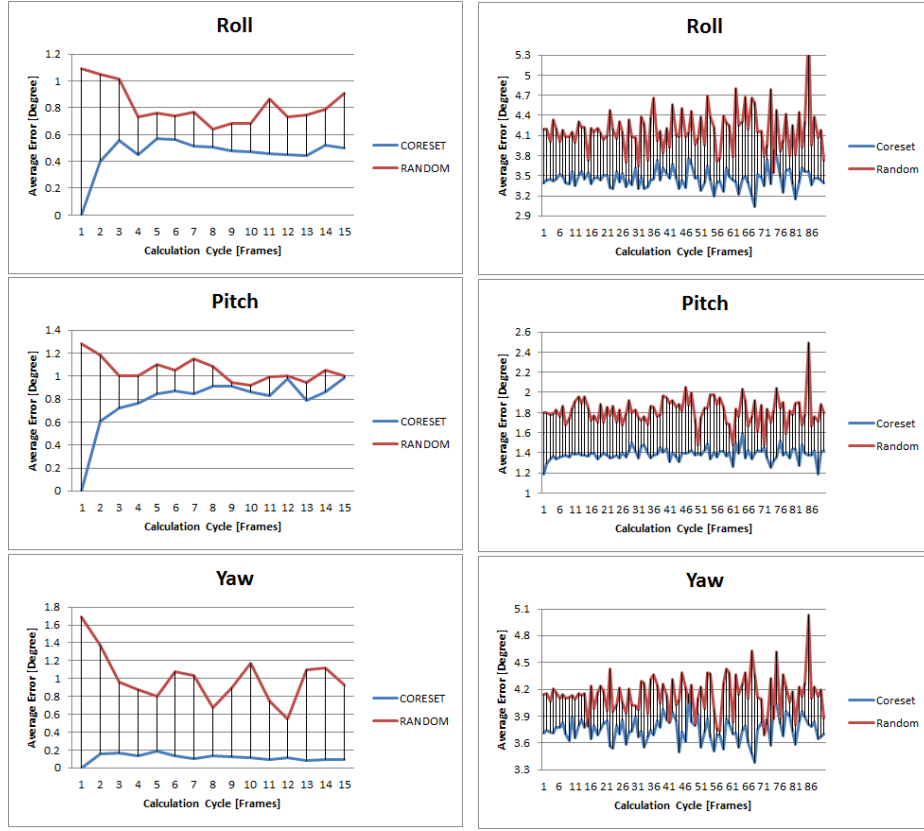 Roll
Average Error [Degree]
1.2
1
0.8
0.6
0.4
0.2
0
1 2 3 4 5 6 7 8 9 10 11 12 13 14 15
Calculation Cycle [Frames]
CORESET
RANDOM
Roll
Average Error [Degree]
5.3
5
4.7
4.4
4.1
3.8
3.5
3.2
2.9
1 6 11 16 21 26 31 36 41 46 51 56 61 66 71 76 81 86
Calculation Cycle [Frames]
Coreset
Random
Pitch
Average Error [Degree]
1.4
1.2
1
0.8
0.6
0.4
0.2
0
1 2 3 4 5 6 7 8 9 10 11 12 13 14 15
Calculation Cycle [Frames]
CORESET
RANDOM
Pitch
Average Error [Degree]
2.6
2.4
2.2
2
1.8
1.6
1.4
1.2
1
1 6 11 16 21 26 31 36 41 46 51 56 61 66 71 76 81 86
Calculation Cycle [Frames]
Coreset
Random
Yaw
Average Error [Degree]
1.8
1.6
1.4
1.2
1
0.8
0.6
0.4
0.2
0
1 2 3 4 5 6 7 8 9 10 11 12 13 14 15
Calculation Cycle [Frames]
CORESET
RANDOM
Yaw
Average Error [Degree]
5.1
4.8
4.5
4.2
3.9
3.6
3.3
1 6 11 16 21 26 31 36 41 46 51 56 61 66 71 76 81 86
Calculation Cycle [Frames]
Coreset
Random